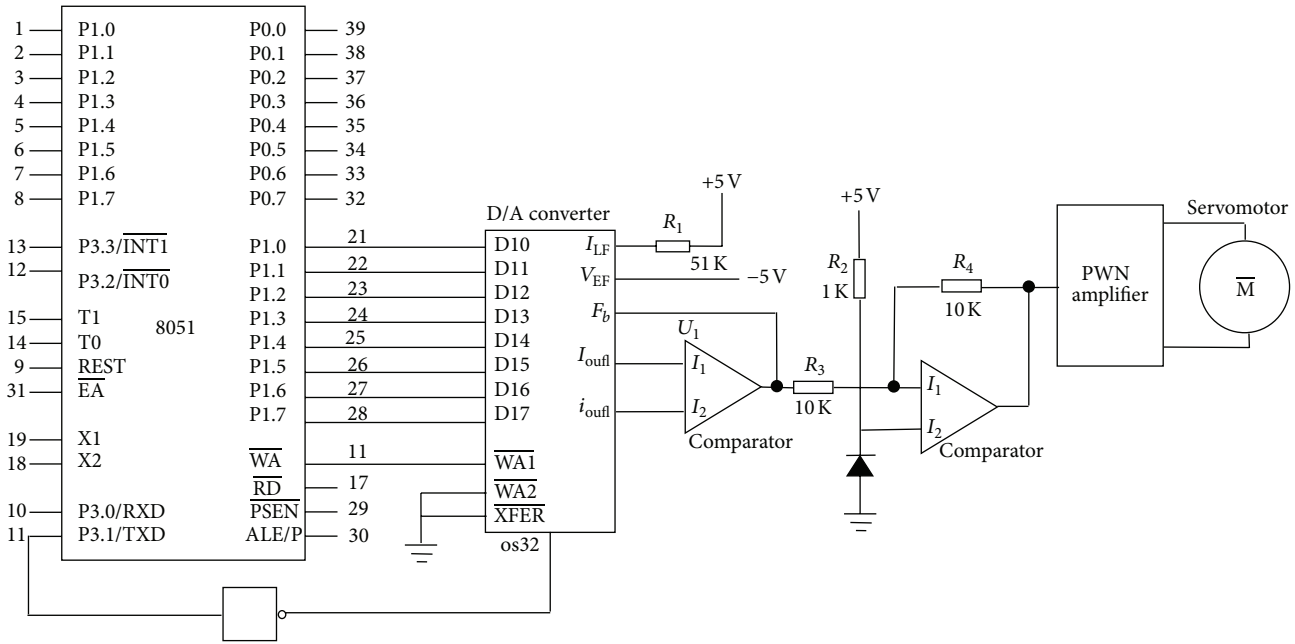 1 P1.0 P0.0 39
2 P1.1 P0.1 38
3 P1.2 P0.2 37
4 P1.3 P0.3 36
5 P1.4 P0.4 35
6 P1.5 P0.5 34
7 P1.6 P0.6 33
8 P1.7 P0.7 32
13 P3.3/INT1 P1.0 21
12 P3.2/INT0 P1.1 22
P1.2 23
15 T1 P1.3 24
8051
14 T0 P1.4 25
9 REST P1.5 26
31 EA P1.6 27
P1.7 28
19 X1
18 X2 WA 11
RD 17
10 P3.0/RXD PSEN 29
11 P3.1/TXD ALE/P 30
D/A converter
D10 I_LF
D11 V_EF
D12
D13 F_b
D14
D15 I_oufl
D16
D17 i_oufl
WA1
WA2
XFER
os32
+5 V
R1
51 K
−5 V
U1
I1
I2
Comparator
R3
10 K
+5 V
R2
1 K
R4
10 K
I1
I2
Comparator
PWN
amplifier
Servomotor
M